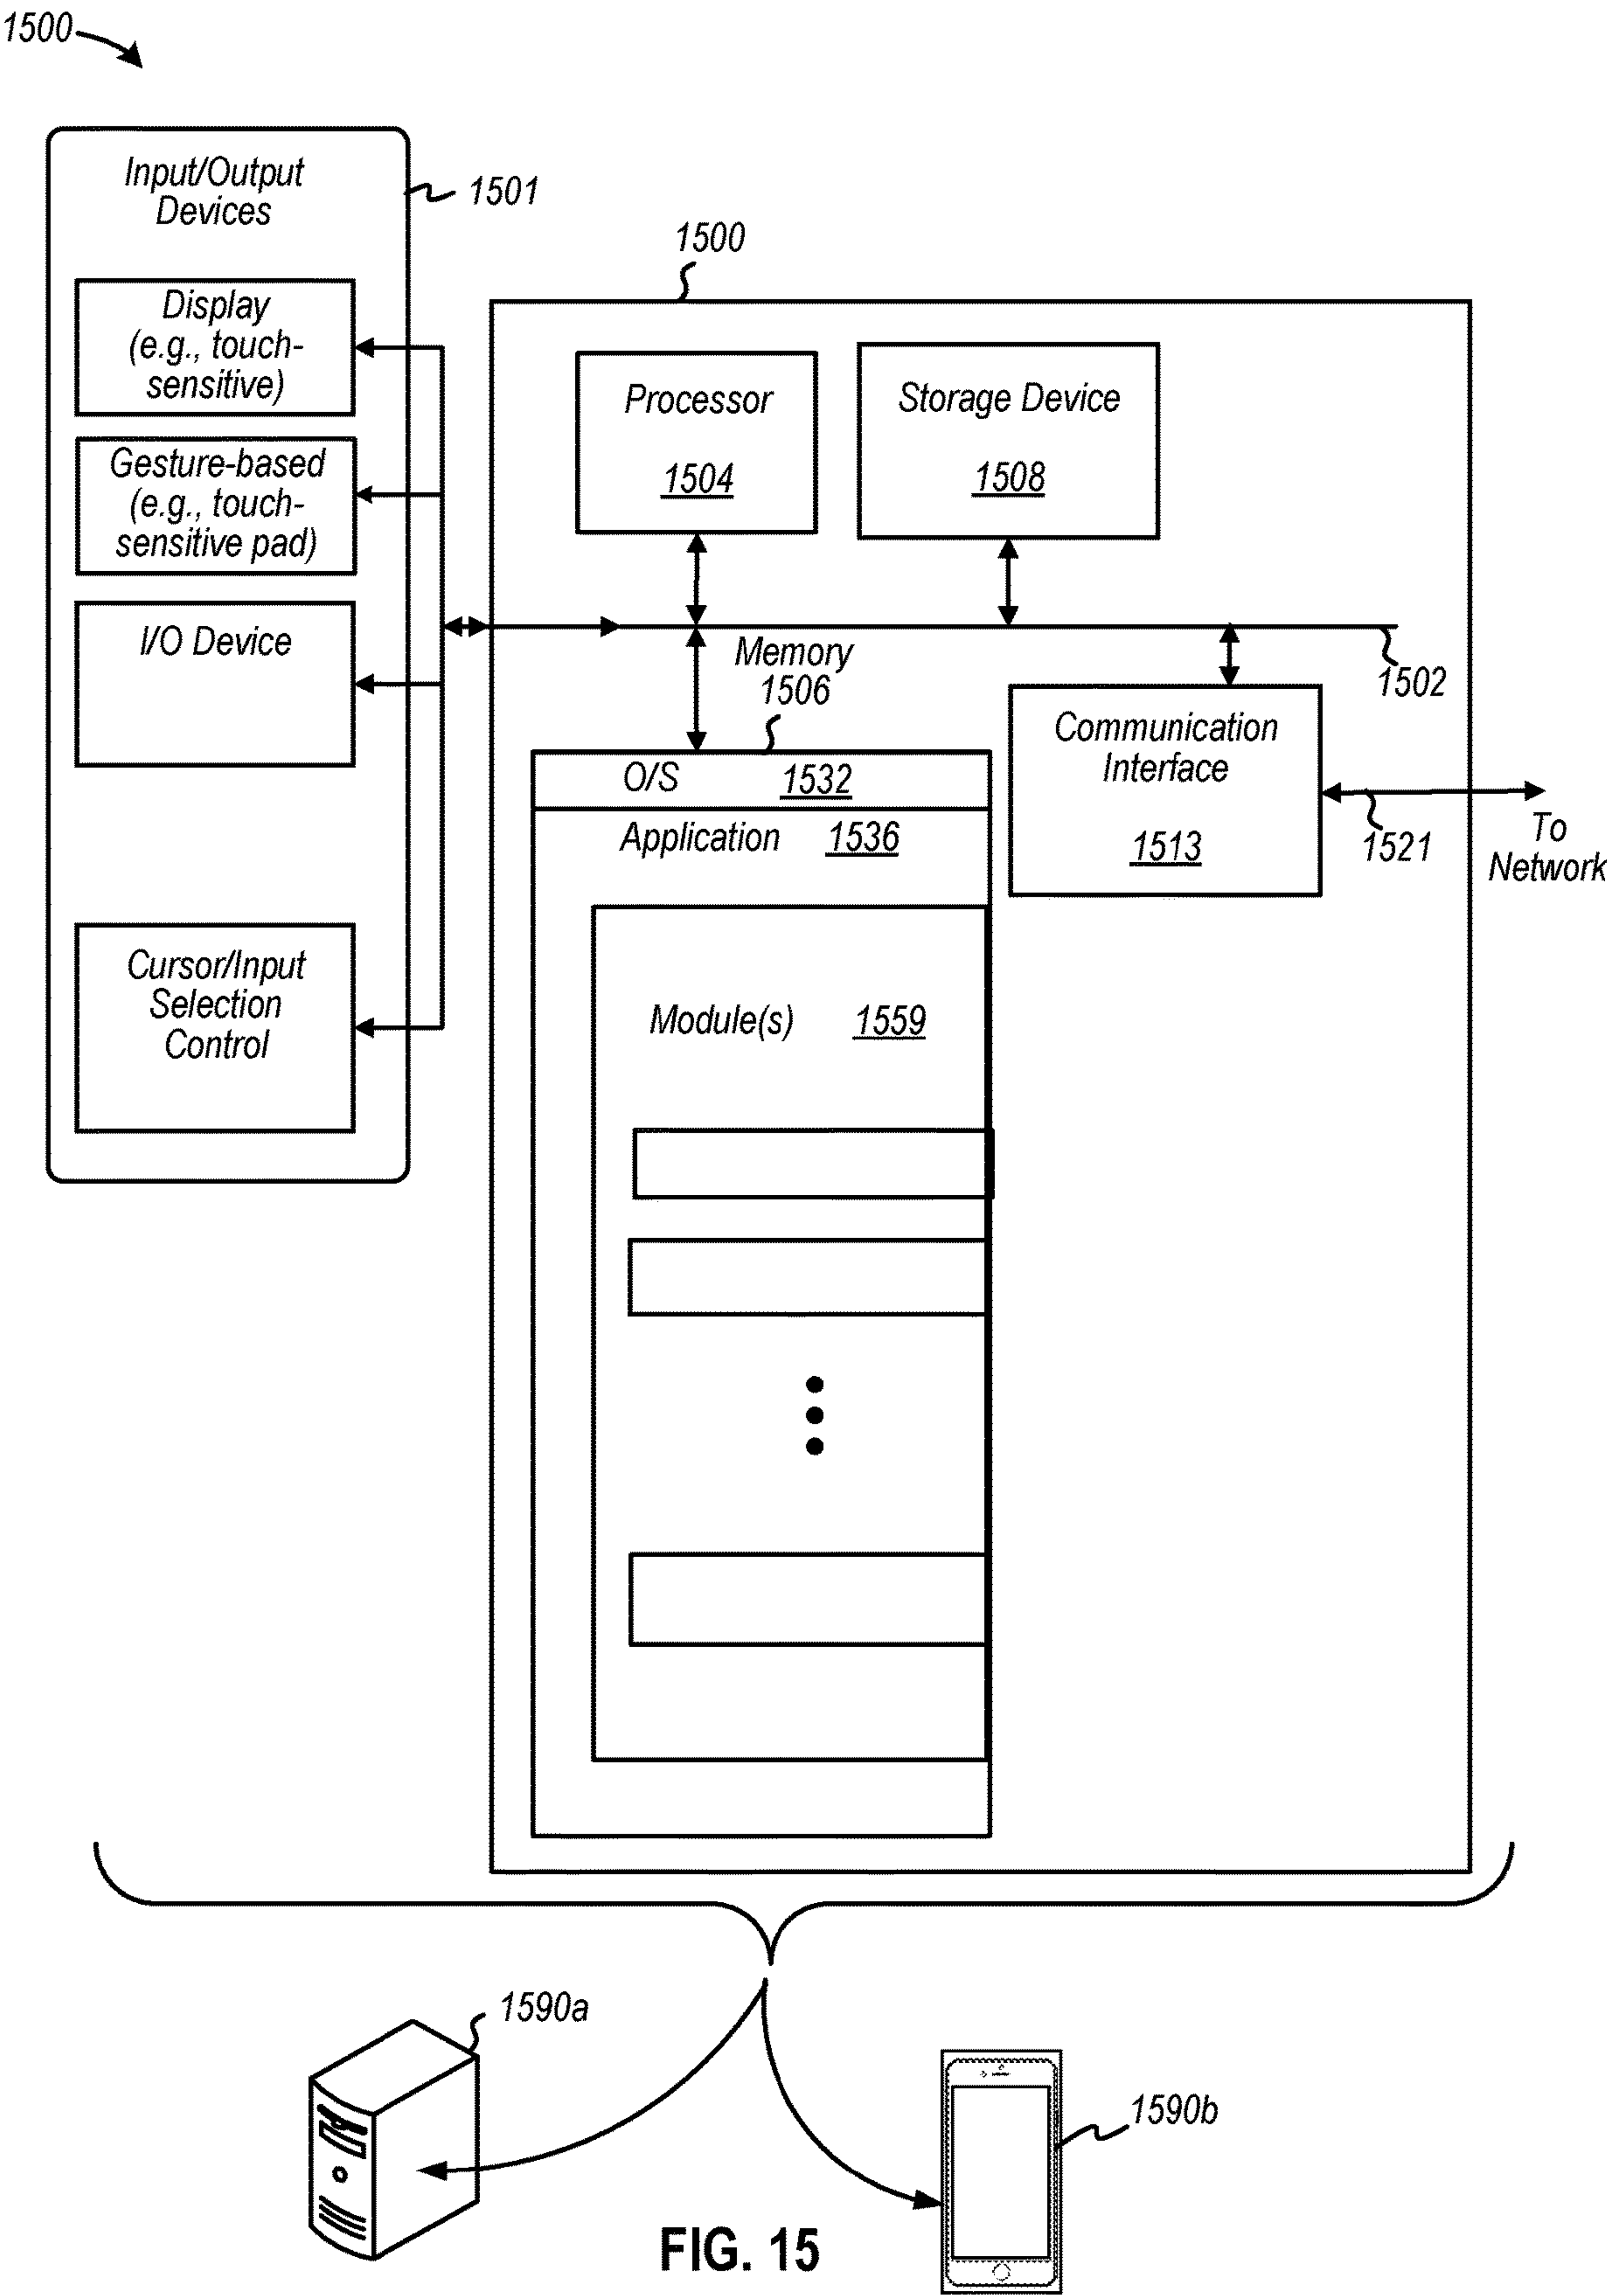 1500
Input/Output
Devices
1501
Display
(e.g., touch-
sensitive)
Gesture-based
(e.g., touch-
sensitive pad)
I/O Device
Cursor/Input
Selection
Control
1500
Processor
1504
Storage Device
1508
1502
Memory
1506
O/S 1532
Application 1536
Module(s) 1559
Communication
Interface
1513
1521
To
Network
1590a
1590b
FIG. 15